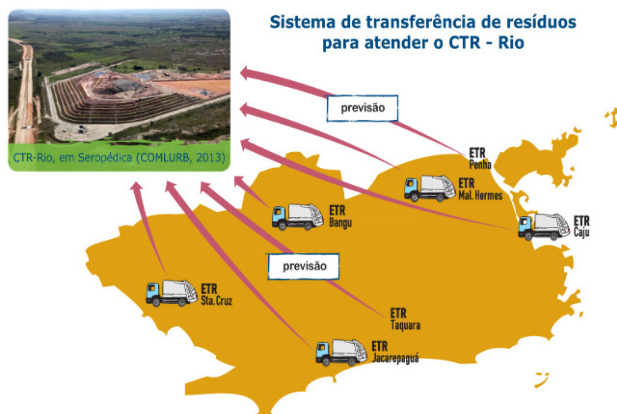 Sistema de transferência de resíduos
para atender o CTR - Rio
previsão
CTR-Rio, em Seropédica (COMLURB, 2013)
ETR
Penha
ETR
Mal. Hermes
ETR
Bangu
ETR
Caju
previsão
ETR
Sta. Cruz
ETR
Taquara
ETR
Jacarepaguá